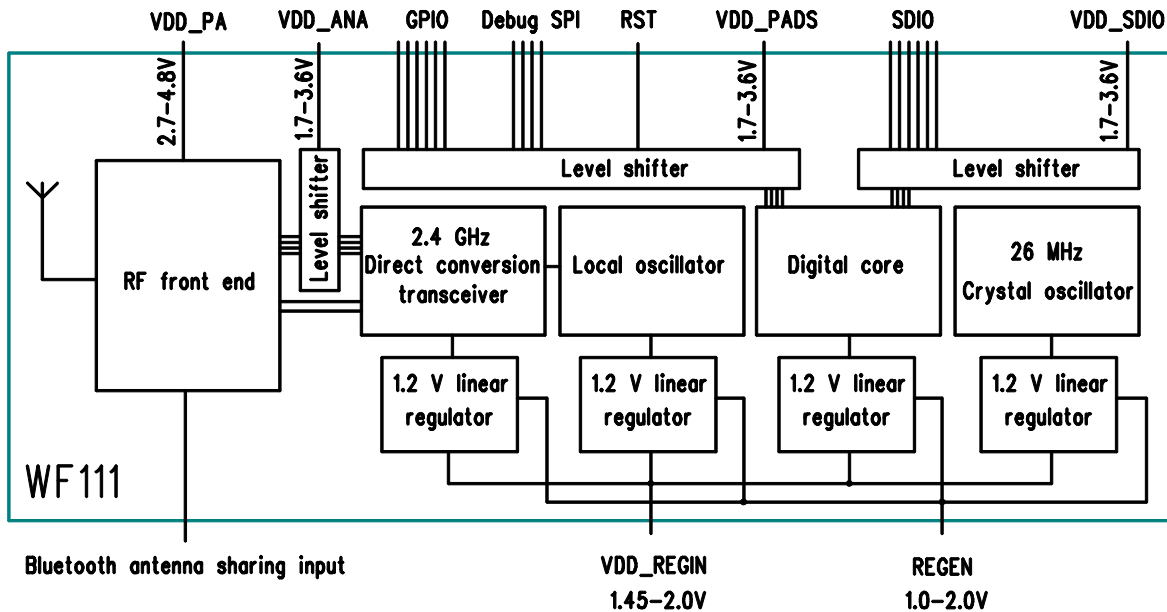 VDD_PA VDD_ANA GPIO Debug SPI RST VDD_PADS SDIO VDD_SDIO
2.7-4.8V
1.7-3.6V
1.7-3.6V
1.7-3.6V
Level shifter
Level shifter
Level shifter
RF front end
2.4 GHz
Direct conversion
transceiver
Local oscillator
Digital core
26 MHz
Crystal oscillator
1.2 V linear
regulator
1.2 V linear
regulator
1.2 V linear
regulator
1.2 V linear
regulator
WF111
Bluetooth antenna sharing input
VDD_REGIN
1.45-2.0V
REGEN
1.0-2.0V